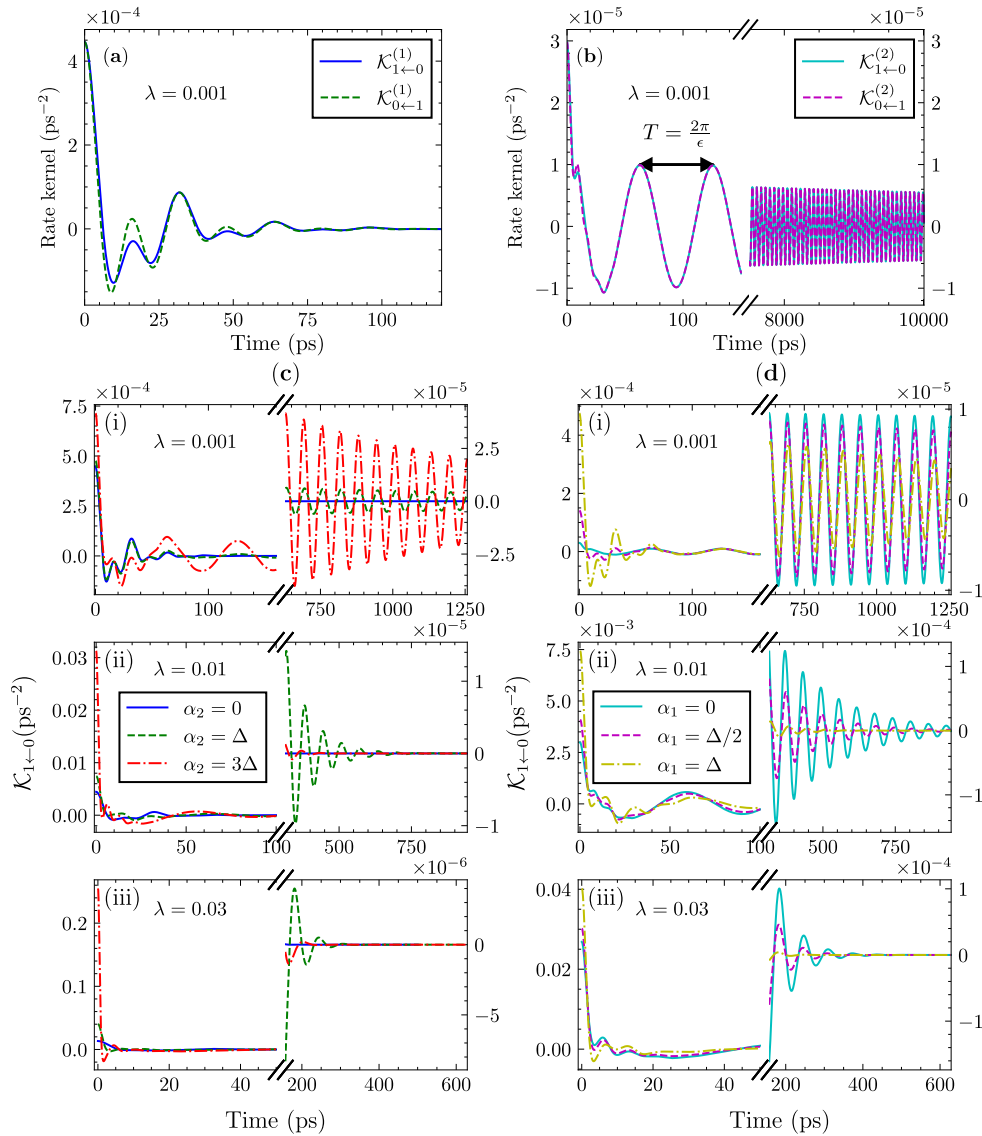 ×10⁻⁴
(a)
λ = 0.001
𝒦₁←₀⁽¹⁾
𝒦₀←₁⁽¹⁾
Rate kernel (ps⁻²)
4
2
0
0 25 50 75 100
Time (ps)
×10⁻⁵ ×10⁻⁵
(b)
λ = 0.001
T = 2π/ϵ
𝒦₁←₀⁽²⁾
𝒦₀←₁⁽²⁾
Rate kernel (ps⁻²)
3 3
2 2
1 1
0 0
−1 −1
0 100 8000 10000
Time (ps)
(c)
×10⁻⁴ ×10⁻⁵
(i)
λ = 0.001
7.5
5.0 2.5
2.5 0.0
0.0 −2.5
0 100 750 1000 1250
×10⁻⁵
(ii)
λ = 0.01
α₂ = 0
α₂ = Δ
α₂ = 3Δ
𝒦₁←₀(ps⁻²)
0.03 1
0.02
0.01 0
0.00 −1
0 50 100 500 750
×10⁻⁶
(iii)
λ = 0.03
0.2
0.1 0
0.0 −5
0 20 40 200 400 600
Time (ps)
(d)
×10⁻⁴ ×10⁻⁵
(i)
λ = 0.001
4 1
2 0
0 −1
0 100 750 1000 1250
×10⁻³ ×10⁻⁴
(ii)
λ = 0.01
α₁ = 0
α₁ = Δ/2
α₁ = Δ
𝒦₁←₀(ps⁻²)
7.5 1
5.0
2.5 0
0.0 −1
0 50 100 500 750
×10⁻⁴
(iii)
λ = 0.03
0.04 1
0.02 0
0.00 −1
0 20 40 200 400 600
Time (ps)